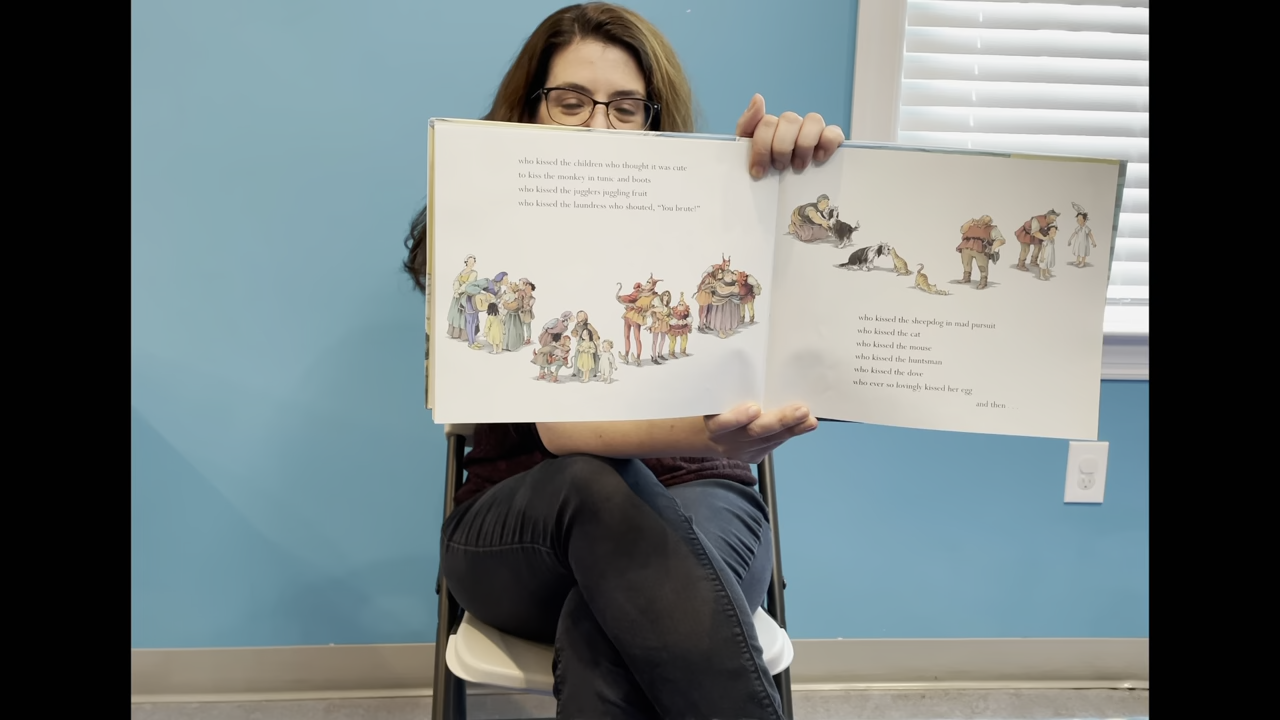 who kissed the children who thought it was cute
to kiss the monkey in tunic and boots
who kissed the jugglers juggling fruit
who kissed the laundress who shouted, “You brute!”
who kissed the sheepdog in mad pursuit
who kissed the cat
who kissed the mouse
who kissed the huntsman
who kissed the dove
who ever so lovingly kissed her egg
and then